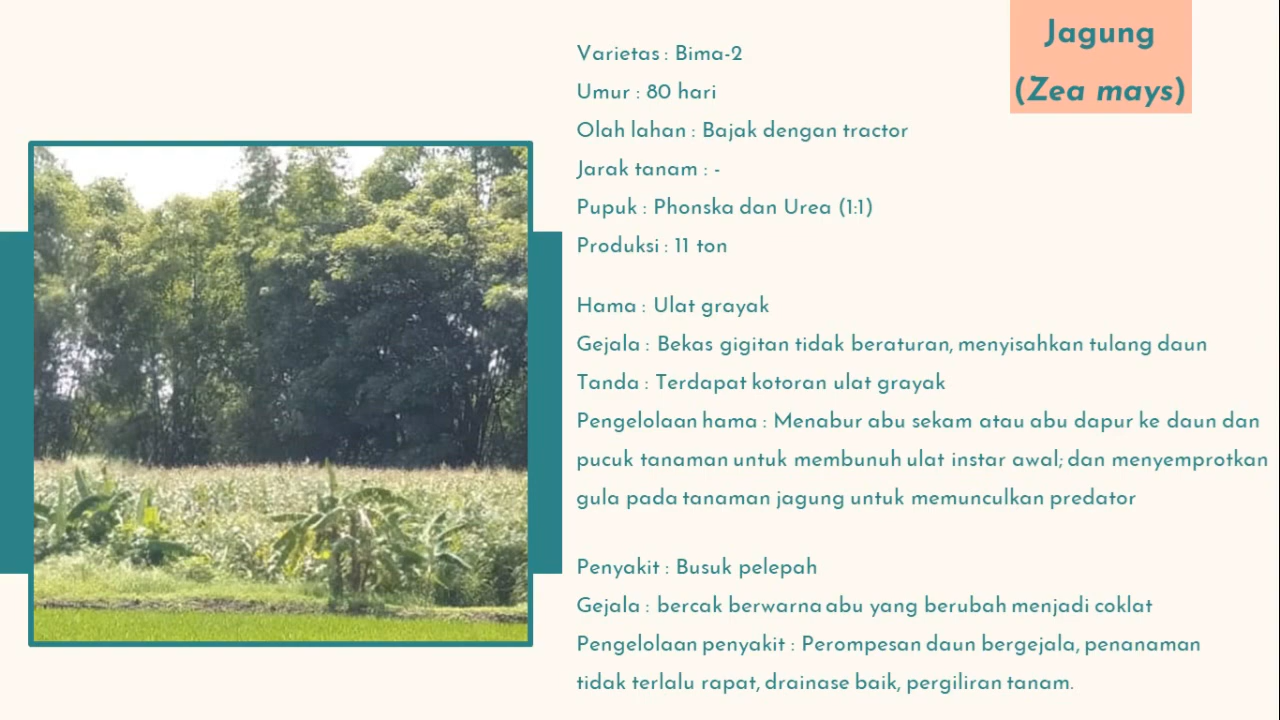 Jagung
(Zea mays)
Varietas : Bima-2
Umur : 80 hari
Olah lahan : Bajak dengan tractor
Jarak tanam : -
Pupuk : Phonska dan Urea (1:1)
Produksi : 11 ton
Hama : Ulat grayak
Gejala : Bekas gigitan tidak beraturan, menyisahkan tulang daun
Tanda : Terdapat kotoran ulat grayak
Pengelolaan hama : Menabur abu sekam atau abu dapur ke daun dan
pucuk tanaman untuk membunuh ulat instar awal; dan menyemprotkan
gula pada tanaman jagung untuk memunculkan predator
Penyakit : Busuk pelepah
Gejala : bercak berwarna abu yang berubah menjadi coklat
Pengelolaan penyakit : Perompesan daun bergejala, penanaman
tidak terlalu rapat, drainase baik, pergiliran tanam.